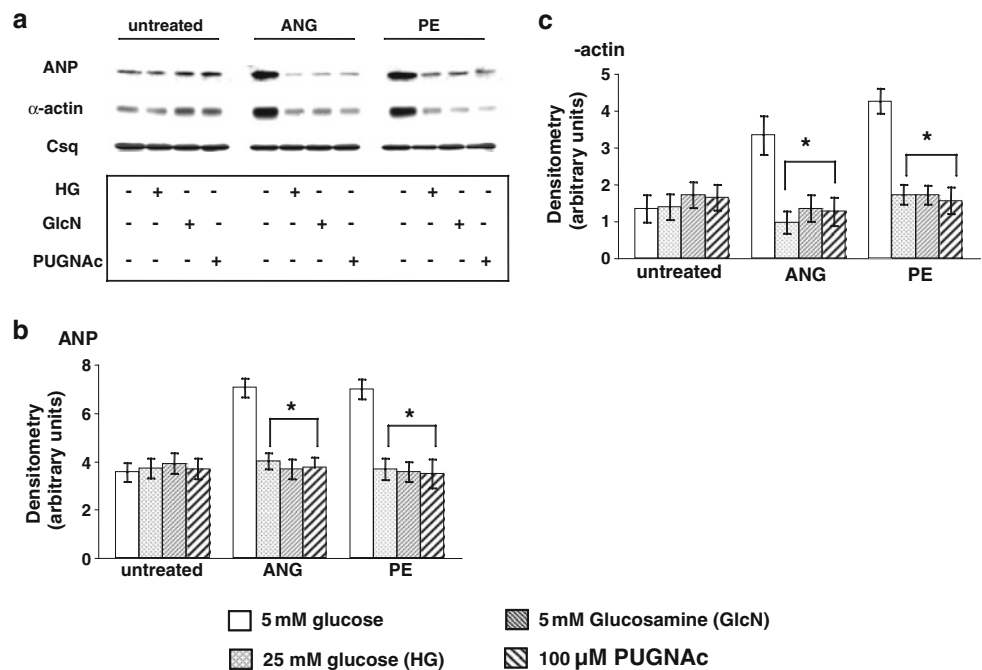 a
untreated ANG PE
ANP
α-actin
Csq
HG - + - - - + - - - + - -
GlcN - - + - - - + - - - + -
PUGNAc - - - + - - - + - - - +
b
ANP
Densitometry
(arbitrary units)
8
6
4
2
0
*
*
untreated ANG PE
c
-actin
Densitometry
(arbitrary units)
5
4
3
2
1
0
*
*
untreated ANG PE
5 mM glucose
25 mM glucose (HG)
5 mM Glucosamine (GlcN)
100 µM PUGNAc